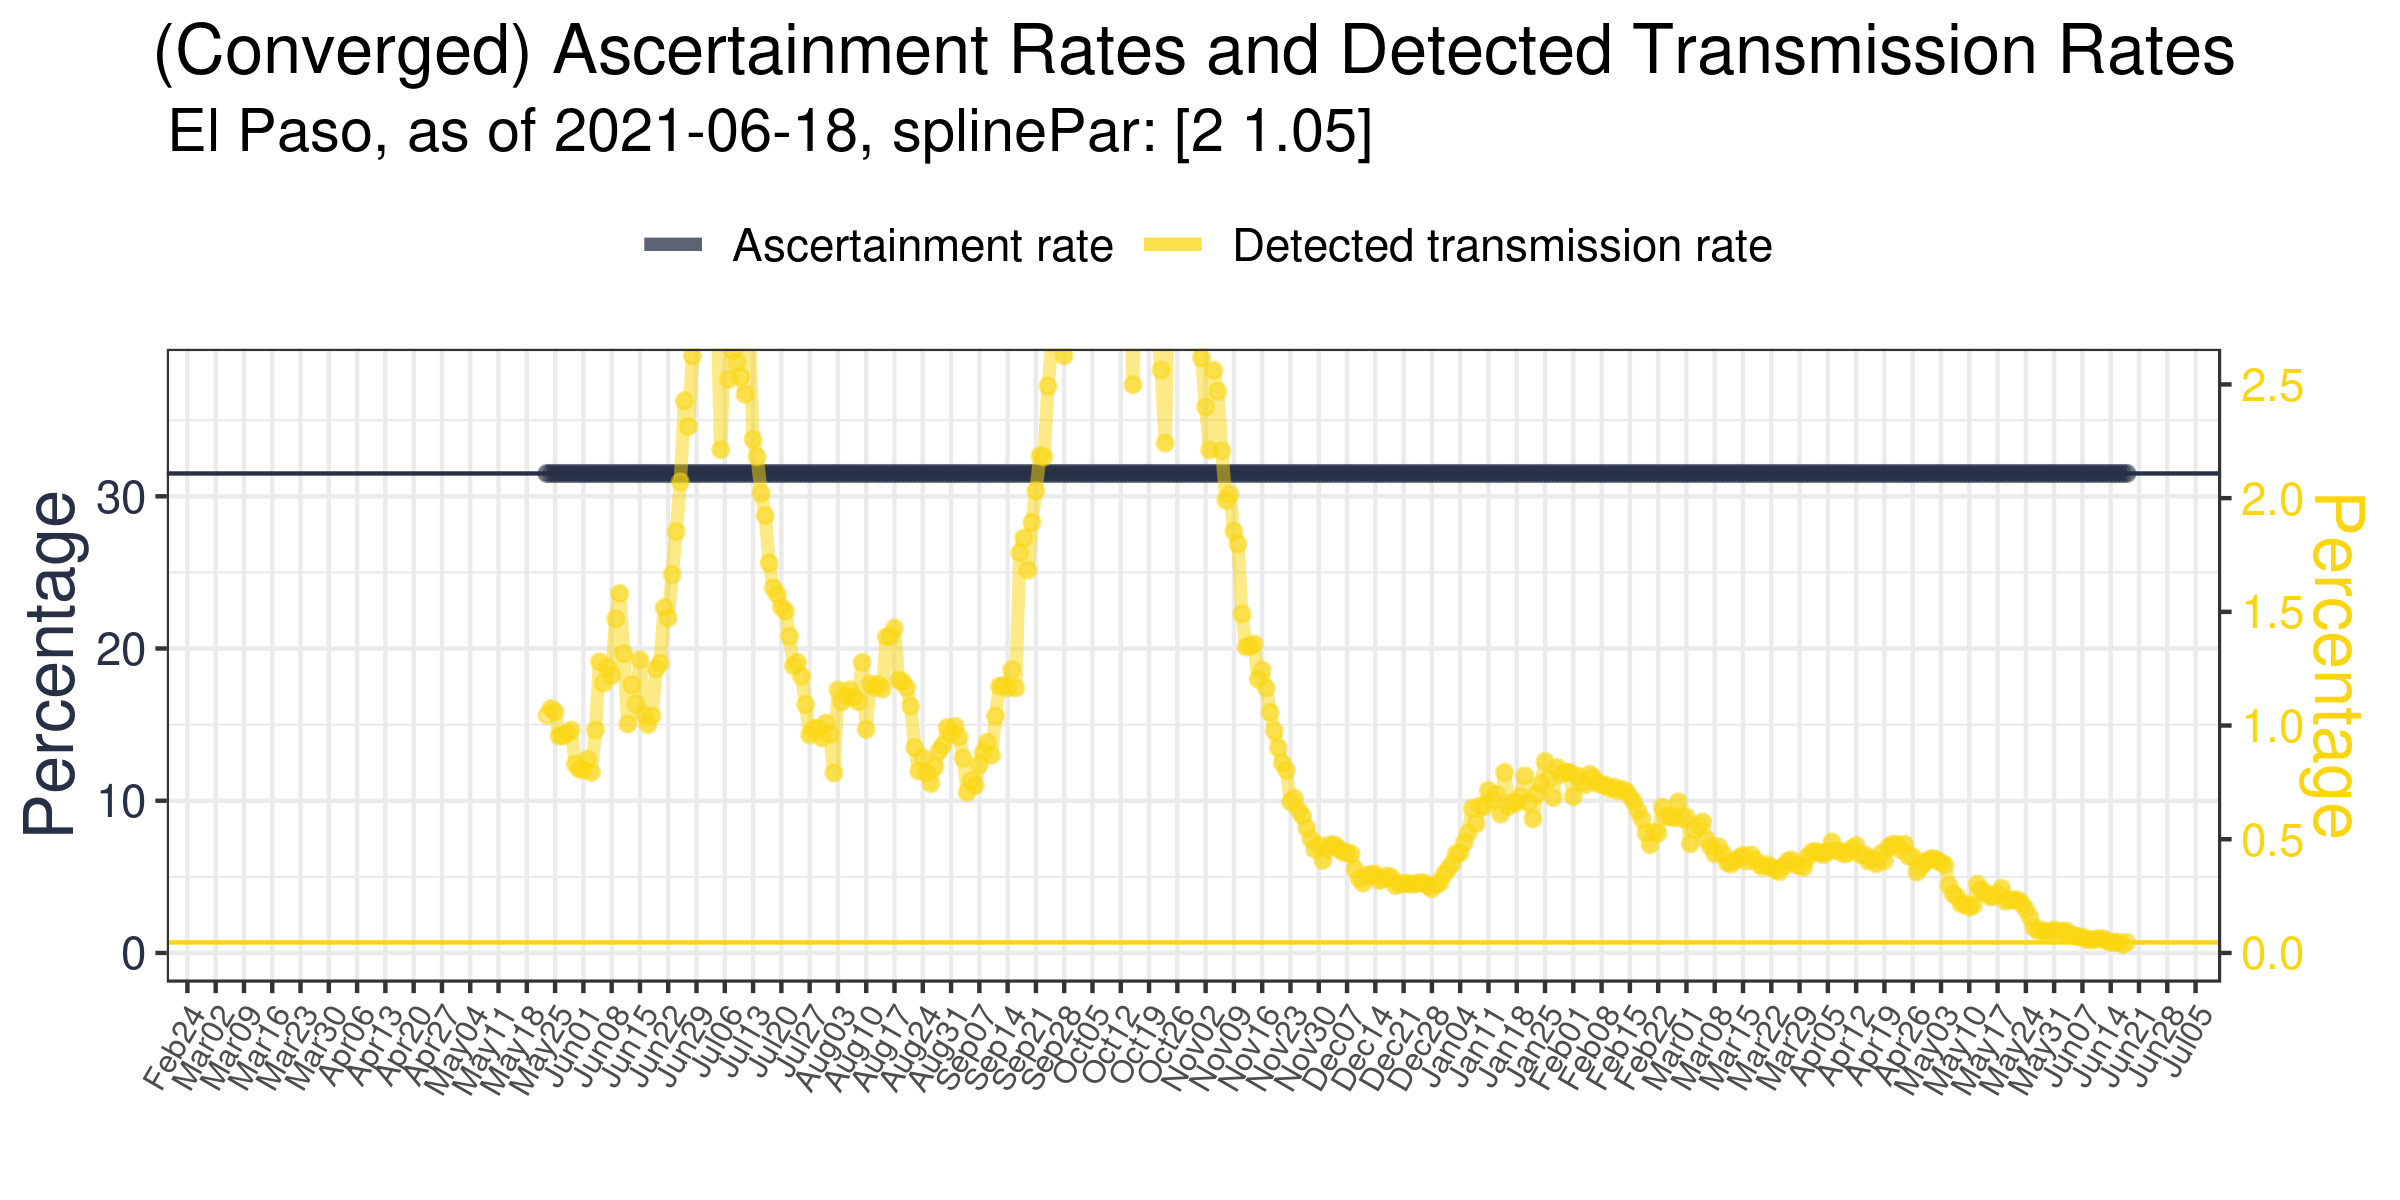 (Converged) Ascertainment Rates and Detected Transmission Rates
El Paso, as of 2021-06-18, splinePar: [2 1.05]
Ascertainment rate
Detected transmission rate
Percentage
30
20
10
0
2.5
2.0
1.5
1.0
0.5
0.0
Percentage
Feb24
Mar02
Mar09
Mar16
Mar23
Mar30
Apr06
Apr13
Apr20
Apr27
May04
May11
May18
May25
Jun01
Jun08
Jun15
Jun22
Jun29
Jul06
Jul13
Jul20
Jul27
Aug03
Aug10
Aug17
Aug24
Aug31
Sep07
Sep14
Sep21
Sep28
Oct05
Oct12
Oct19
Oct26
Nov02
Nov09
Nov16
Nov23
Nov30
Dec07
Dec14
Dec21
Dec28
Jan04
Jan11
Jan18
Jan25
Feb01
Feb08
Feb15
Feb22
Mar01
Mar08
Mar15
Mar22
Mar29
Apr05
Apr12
Apr19
Apr26
May03
May10
May17
May24
May31
Jun07
Jun14
Jun21
Jun28
Jul05